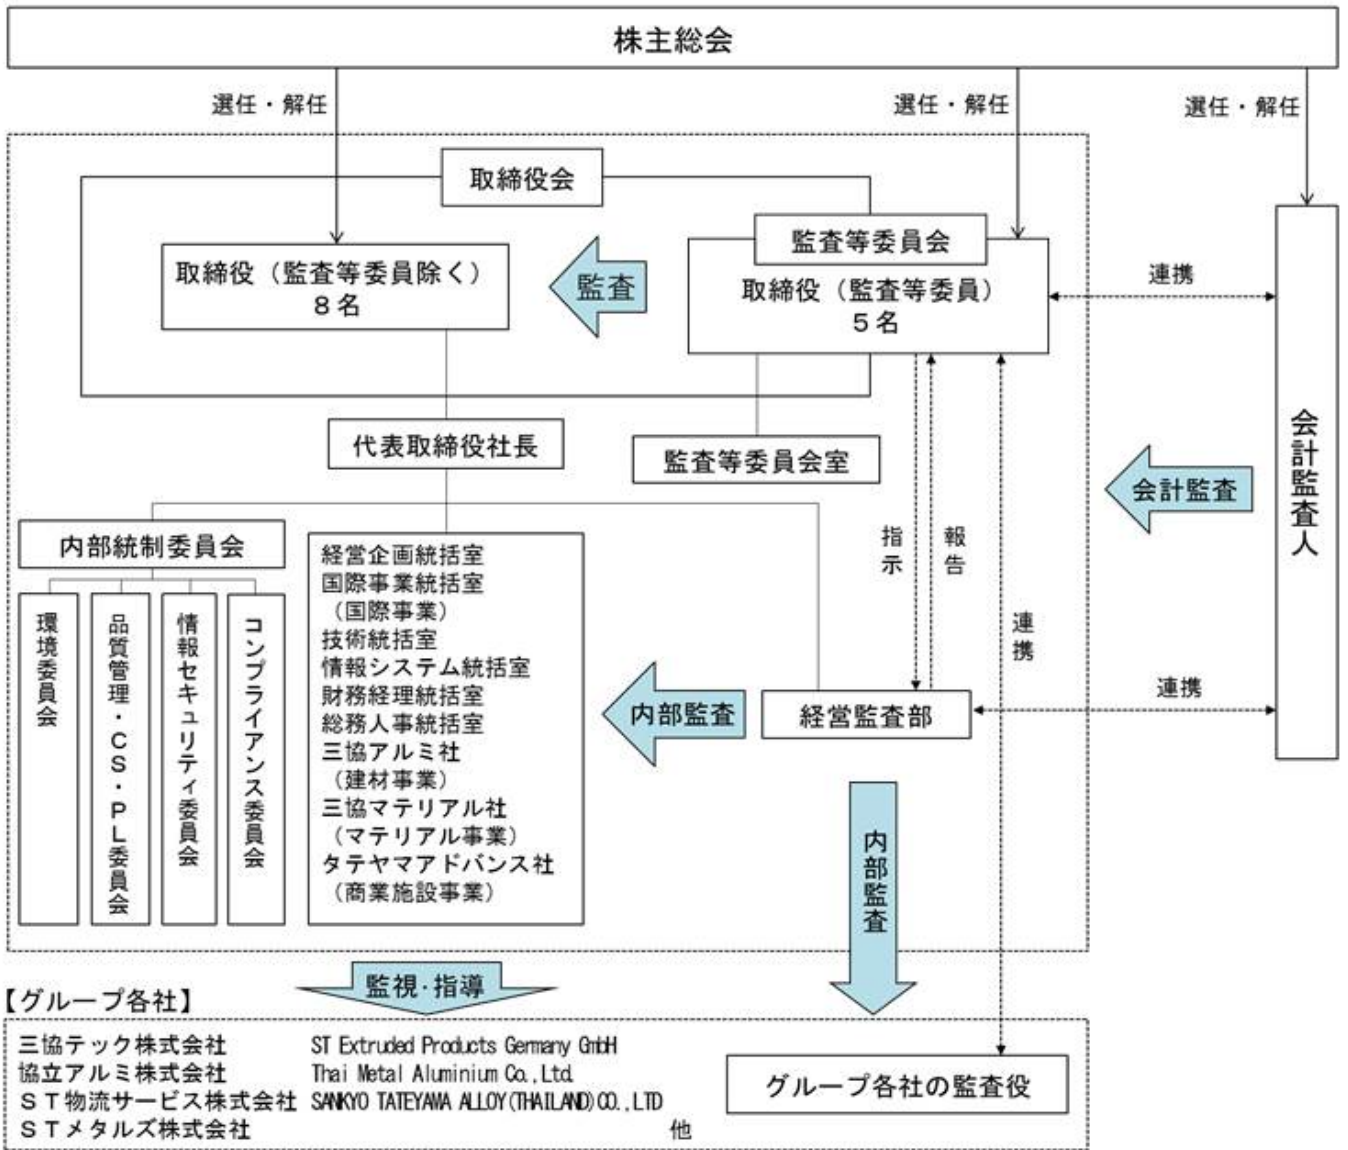 株主総会
選任・解任
選任・解任
選任・解任
取締役会
監査等委員会
取締役（監査等委員除く）
８名
監査
取締役（監査等委員）
５名
連携
代表取締役社長
監査等委員会室
会計監査
会計監査人
指示
報告
連携
内部統制委員会
環境委員会
品質管理・ＣＳ・ＰＬ委員会
情報セキュリティ委員会
コンプライアンス委員会
経営企画統括室
国際事業統括室
（国際事業）
技術統括室
情報システム統括室
財務経理統括室
総務人事統括室
三協アルミ社
（建材事業）
三協マテリアル社
（マテリアル事業）
タテヤマアドバンス社
（商業施設事業）
内部監査
経営監査部
連携
内部監査
監視・指導
【グループ各社】
三協テック株式会社
協立アルミ株式会社
ＳＴ物流サービス株式会社
ＳＴメタルズ株式会社
ST Extruded Products Germany GmbH
Thai Metal Aluminium Co.,Ltd.
SANKYO TATEYAMA ALLOY(THAILAND)CO.,LTD
他
グループ各社の監査役